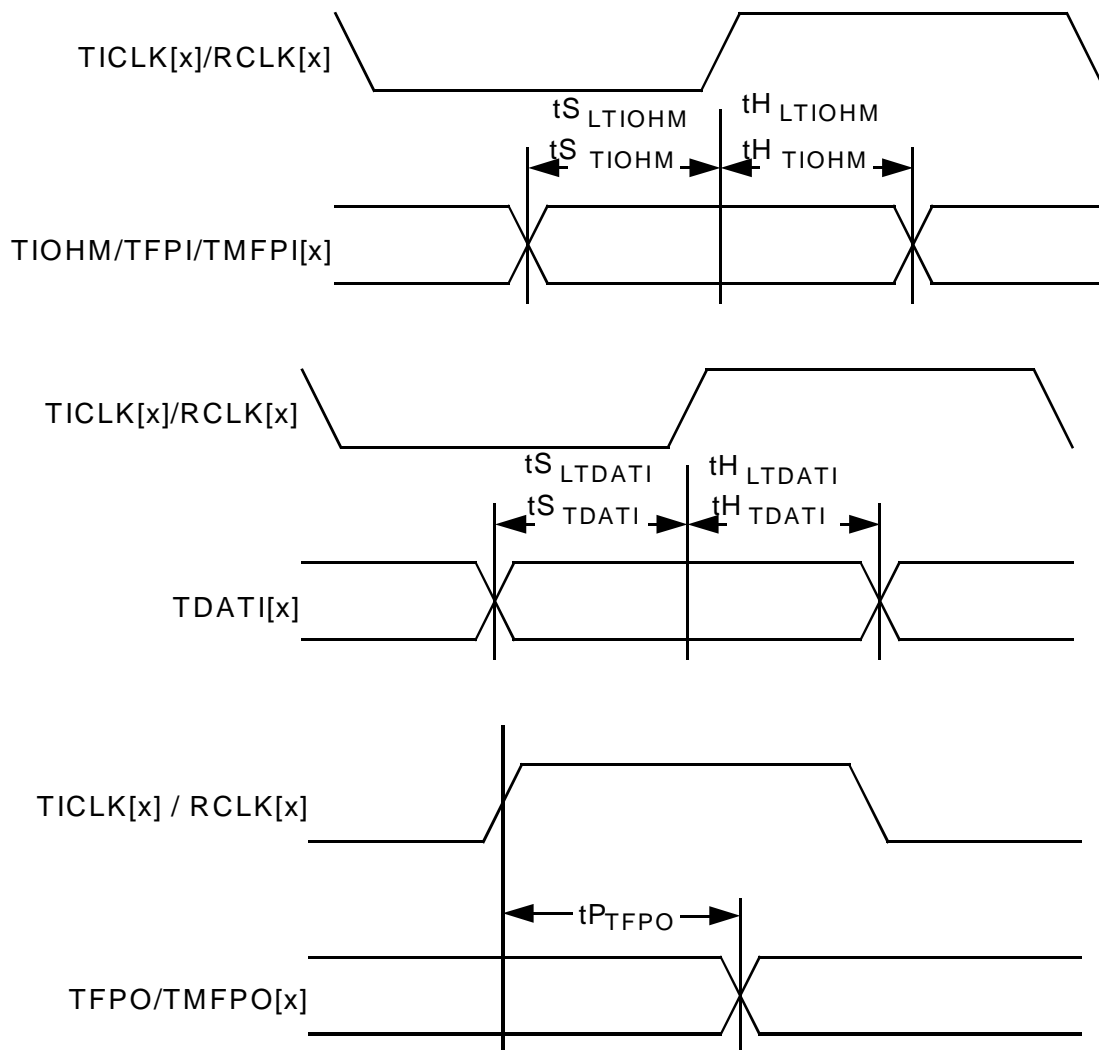 TICLK[x]/RCLK[x]
tS LTIOHM tH LTIOHM
tS TIOHM tH TIOHM
TIOHM/TFPI/TMFPI[x]
TICLK[x]/RCLK[x]
tS LTDATI tH LTDATI
tS TDATI tH TDATI
TDATI[x]
TICLK[x] / RCLK[x]
tPTFPO
TFPO/TMFPO[x]